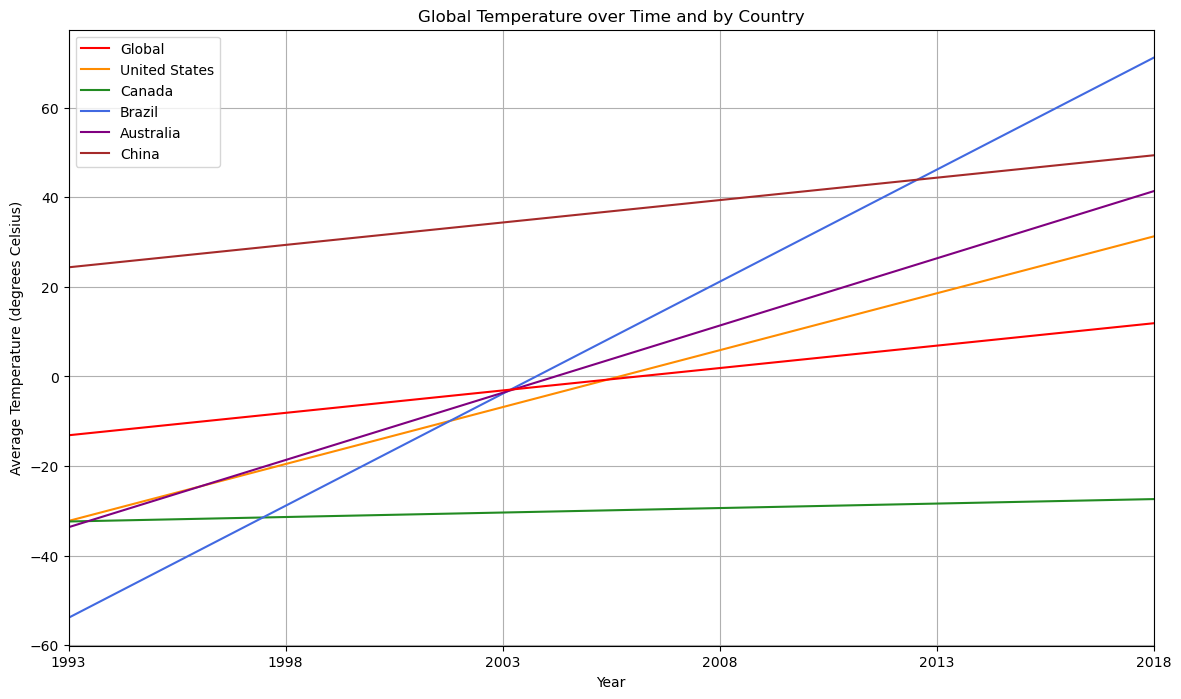 Global Temperature over Time and by Country
Global
United States
Canada
Brazil
Australia
China
Average Temperature (degrees Celsius)
60
40
20
0
−20
−40
−60
1993 1998 2003 2008 2013 2018
Year